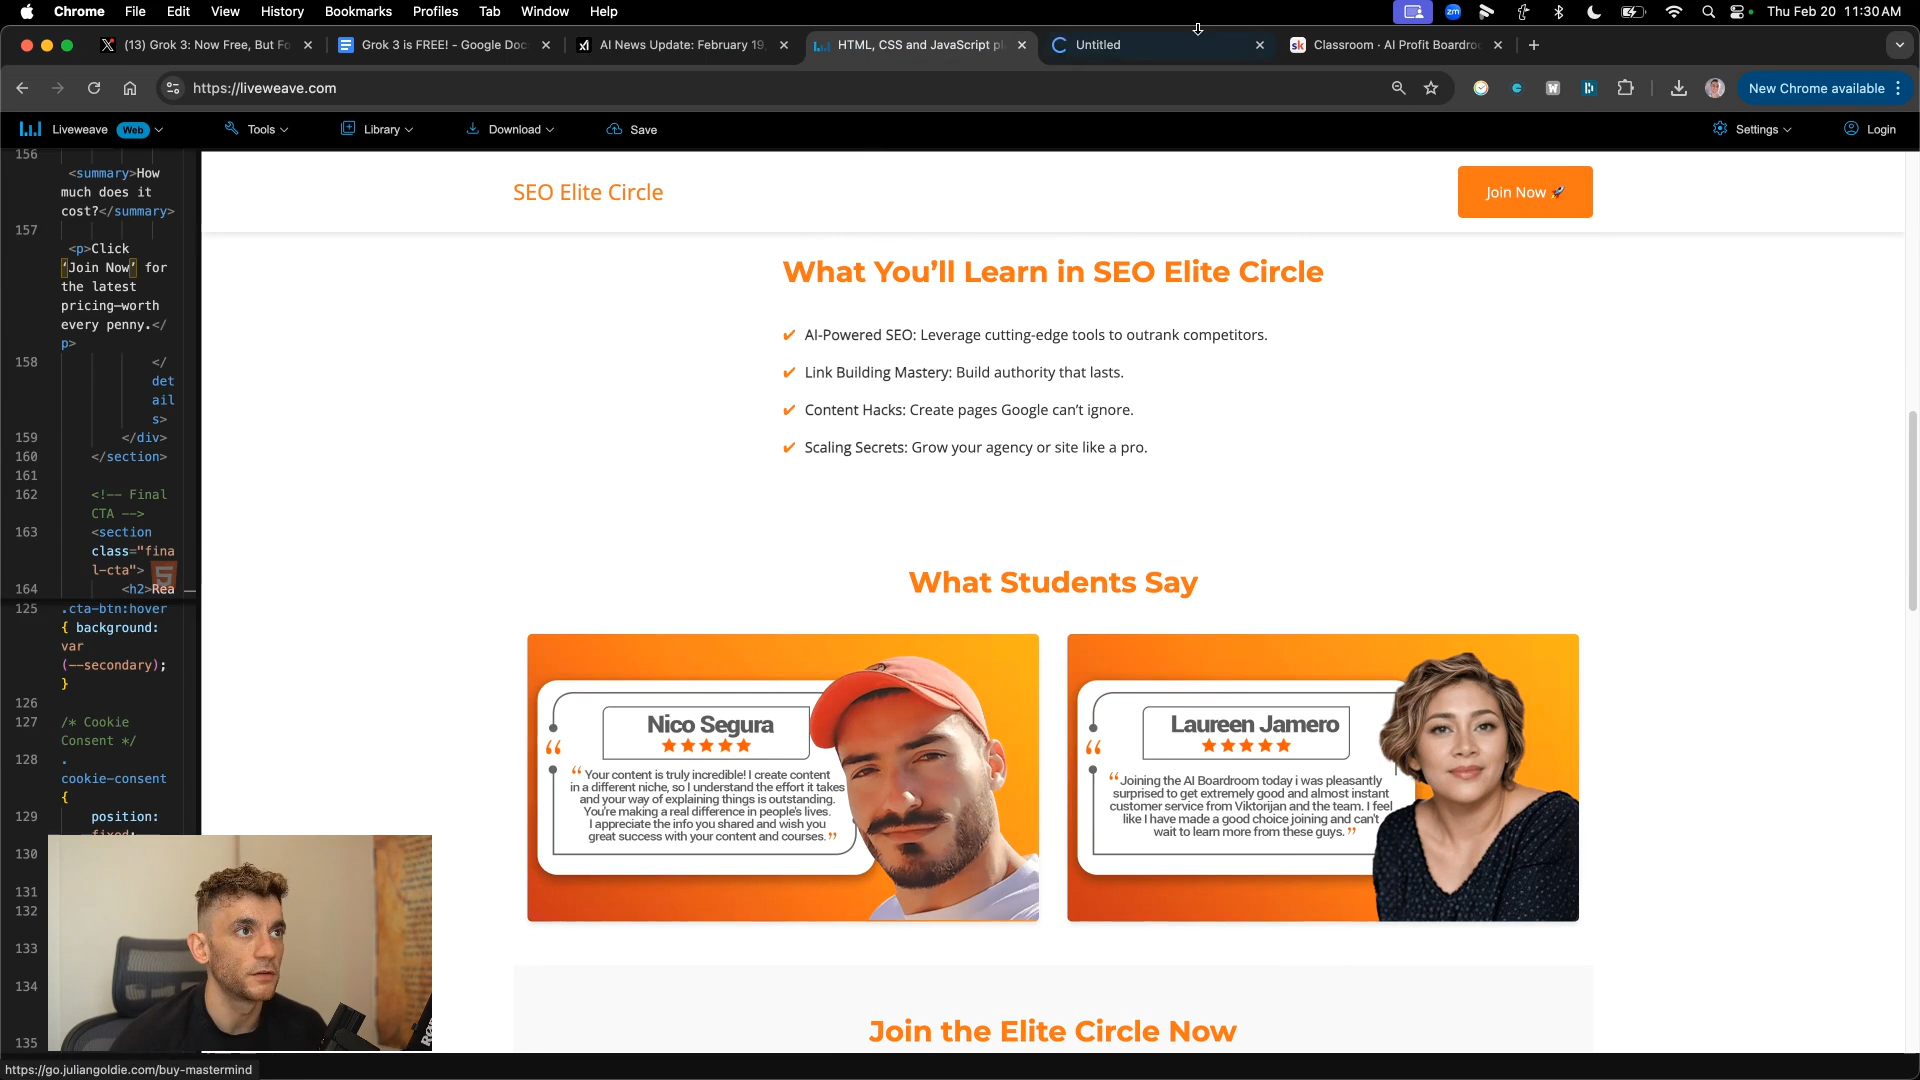 Chrome File Edit View History Bookmarks Profiles Tab Window Help
zm
Thu Feb 20 11:30 AM
(13) Grok 3: Now Free, But Fo
Grok 3 is FREE! - Google Doc
AI News Update: February 19,
HTML, CSS and JavaScript pl
Untitled
Classroom · AI Profit Boardro
https://liveweave.com
New Chrome available
Liveweave Web
Tools
Library
Download
Save
Settings
Login
156
<summary>How
much does it
cost?</summary>
157
<p>Click
‘Join Now’ for
the latest
pricing—worth
every penny.</
p>
158 </
det
ail
s>
159 </div>
160 </section>
161
162 <!-- Final
CTA -->
163 <section
class="fina
l-cta">
164 <h2>Rea
125 .cta-btn:hover
{ background:
var
(--secondary);
}
126
127 /* Cookie
Consent */
128 .
cookie-consent
{
129 position:
fixed;
130
131
132
133
134
135
SEO Elite Circle
Join Now 🚀
What You’ll Learn in SEO Elite Circle
✔ AI-Powered SEO: Leverage cutting-edge tools to outrank competitors.
✔ Link Building Mastery: Build authority that lasts.
✔ Content Hacks: Create pages Google can’t ignore.
✔ Scaling Secrets: Grow your agency or site like a pro.
What Students Say
Nico Segura
★★★★★
“Your content is truly incredible! I create content
in a different niche, so I understand the effort it takes
and your way of explaining things is outstanding.
You're making a real difference in people's lives.
I appreciate the info you shared and wish you
great success with your content and courses.”
Laureen Jamero
★★★★★
“Joining the AI Boardroom today i was pleasantly
surprised to get extremely good and almost instant
customer service from Viktorijan and the team. I feel
like I have made a good choice joining and can't
wait to learn more from these guys.”
Join the Elite Circle Now
https://go.juliangoldie.com/buy-mastermind